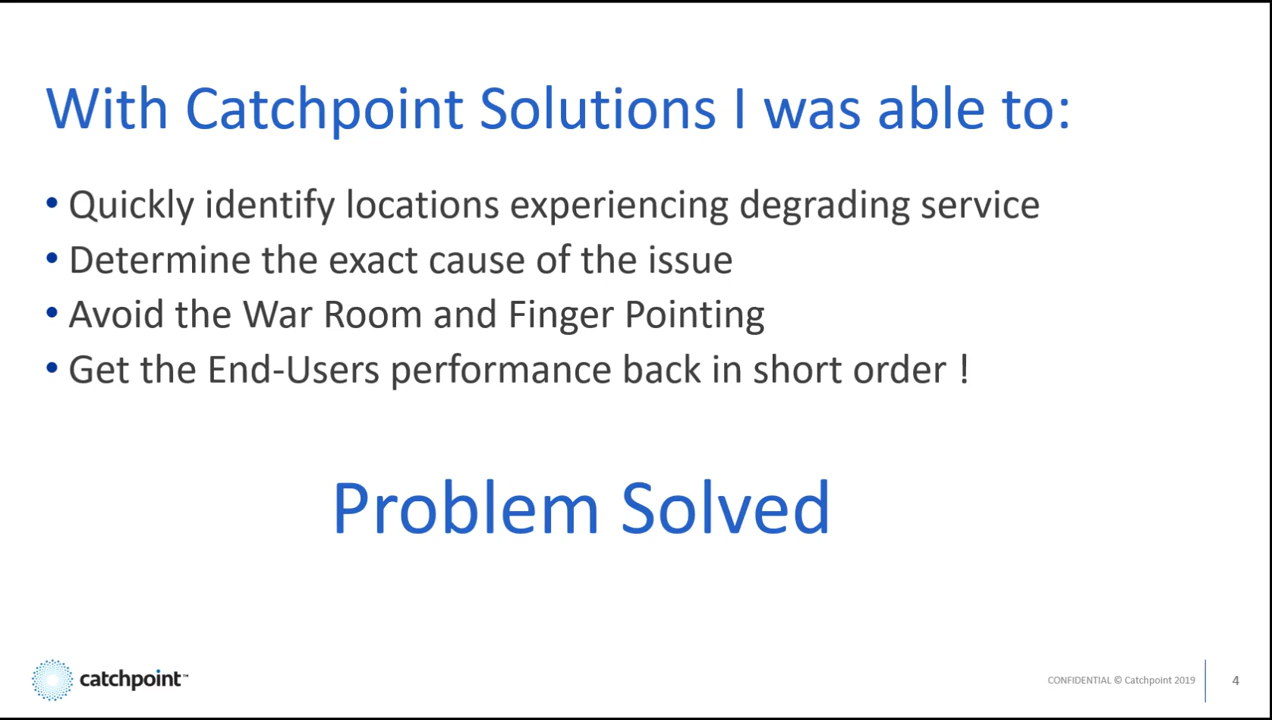 With Catchpoint Solutions I was able to:
• Quickly identify locations experiencing degrading service
• Determine the exact cause of the issue
• Avoid the War Room and Finger Pointing
• Get the End-Users performance back in short order !
Problem Solved
catchpoint™
CONFIDENTIAL © Catchpoint 2019
4